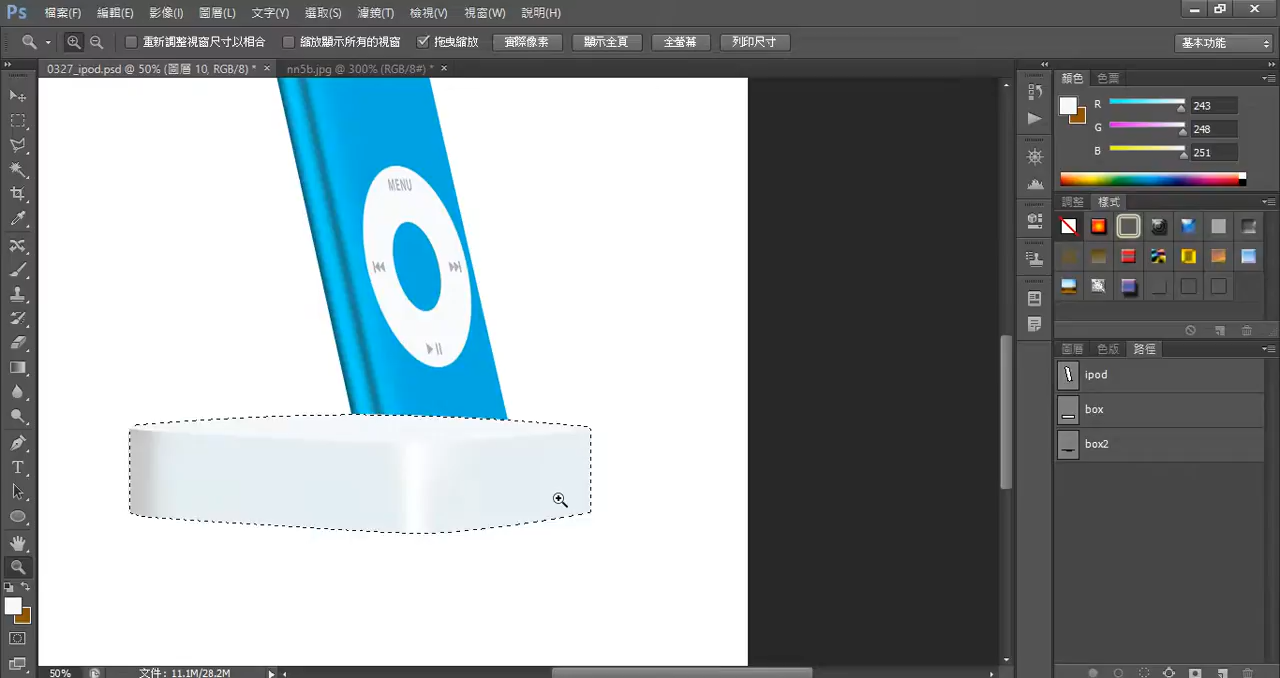 Ps 檔案(F) 編輯(E) 影像(I) 圖層(L) 文字(Y) 選取(S) 濾鏡(T) 檢視(V) 視窗(W) 說明(H)
重新調整視窗尺寸以相合 縮放顯示所有的視窗 拖曳縮放 實際像素 顯示全頁 全螢幕 列印尺寸 基本功能
0327_ipod.psd @ 50% (圖層 10, RGB/8) * × nn5b.jpg @ 300% (RGB/8#) * ×
顏色 色票
R 243
G 248
B 251
調整 樣式
MENU
圖層 色版 路徑
ipod
box
box2
T
50% 文件: 11.1M/28.2M